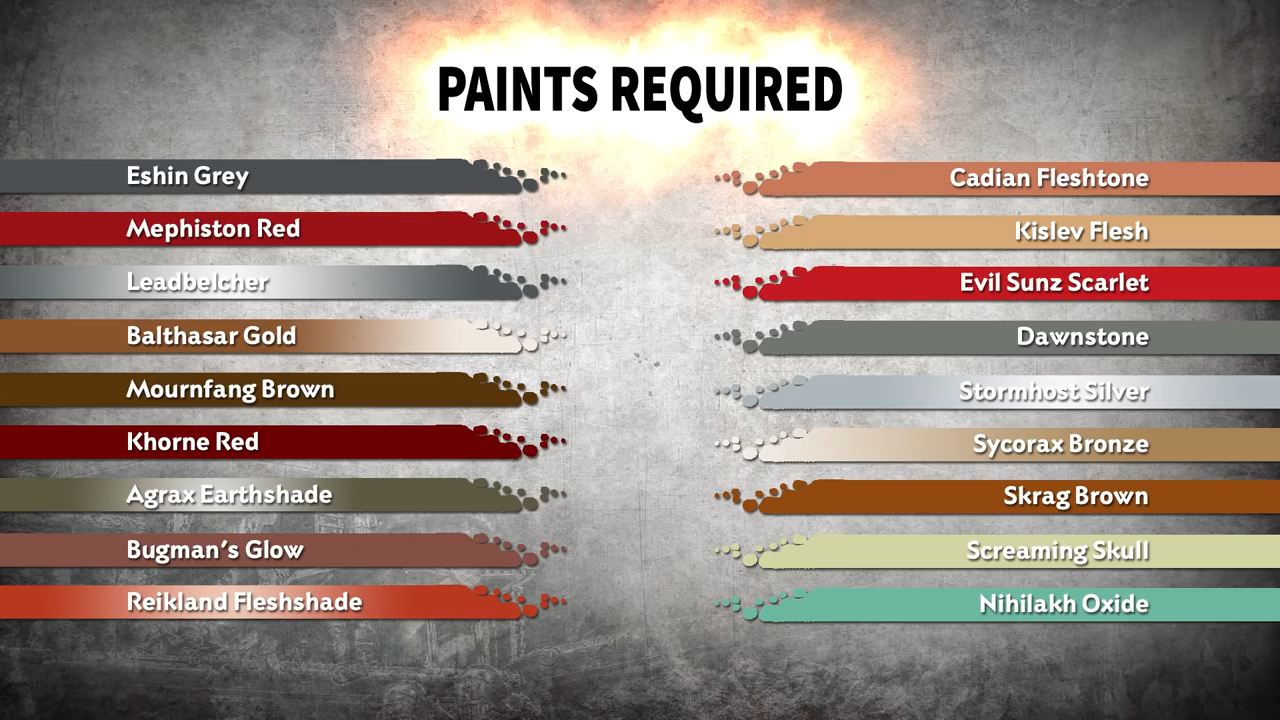 PAINTS REQUIRED
Eshin Grey
Mephiston Red
Leadbelcher
Balthasar Gold
Mournfang Brown
Khorne Red
Agrax Earthshade
Bugman's Glow
Reikland Fleshshade
Cadian Fleshtone
Kislev Flesh
Evil Sunz Scarlet
Dawnstone
Stormhost Silver
Sycorax Bronze
Skrag Brown
Screaming Skull
Nihilakh Oxide